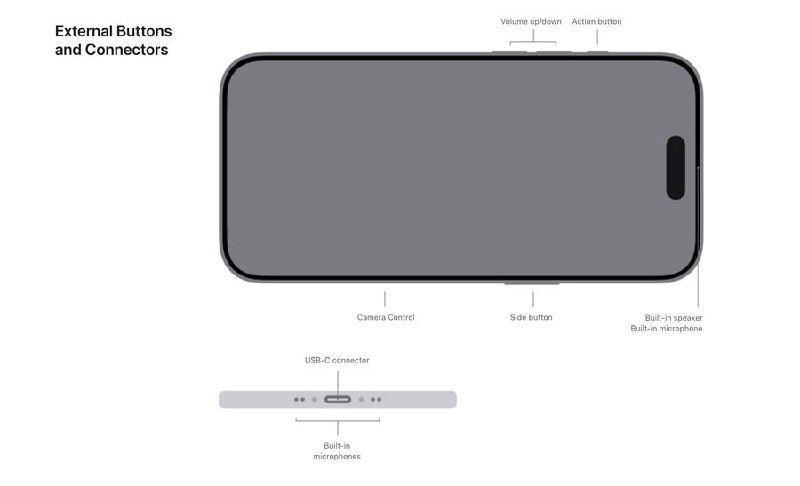 External Buttons
and Connectors
Volume up/down
Action button
Camera Control
Side button
Built-in speaker
Built-in microphone
USB-C connector
Built-in
microphones